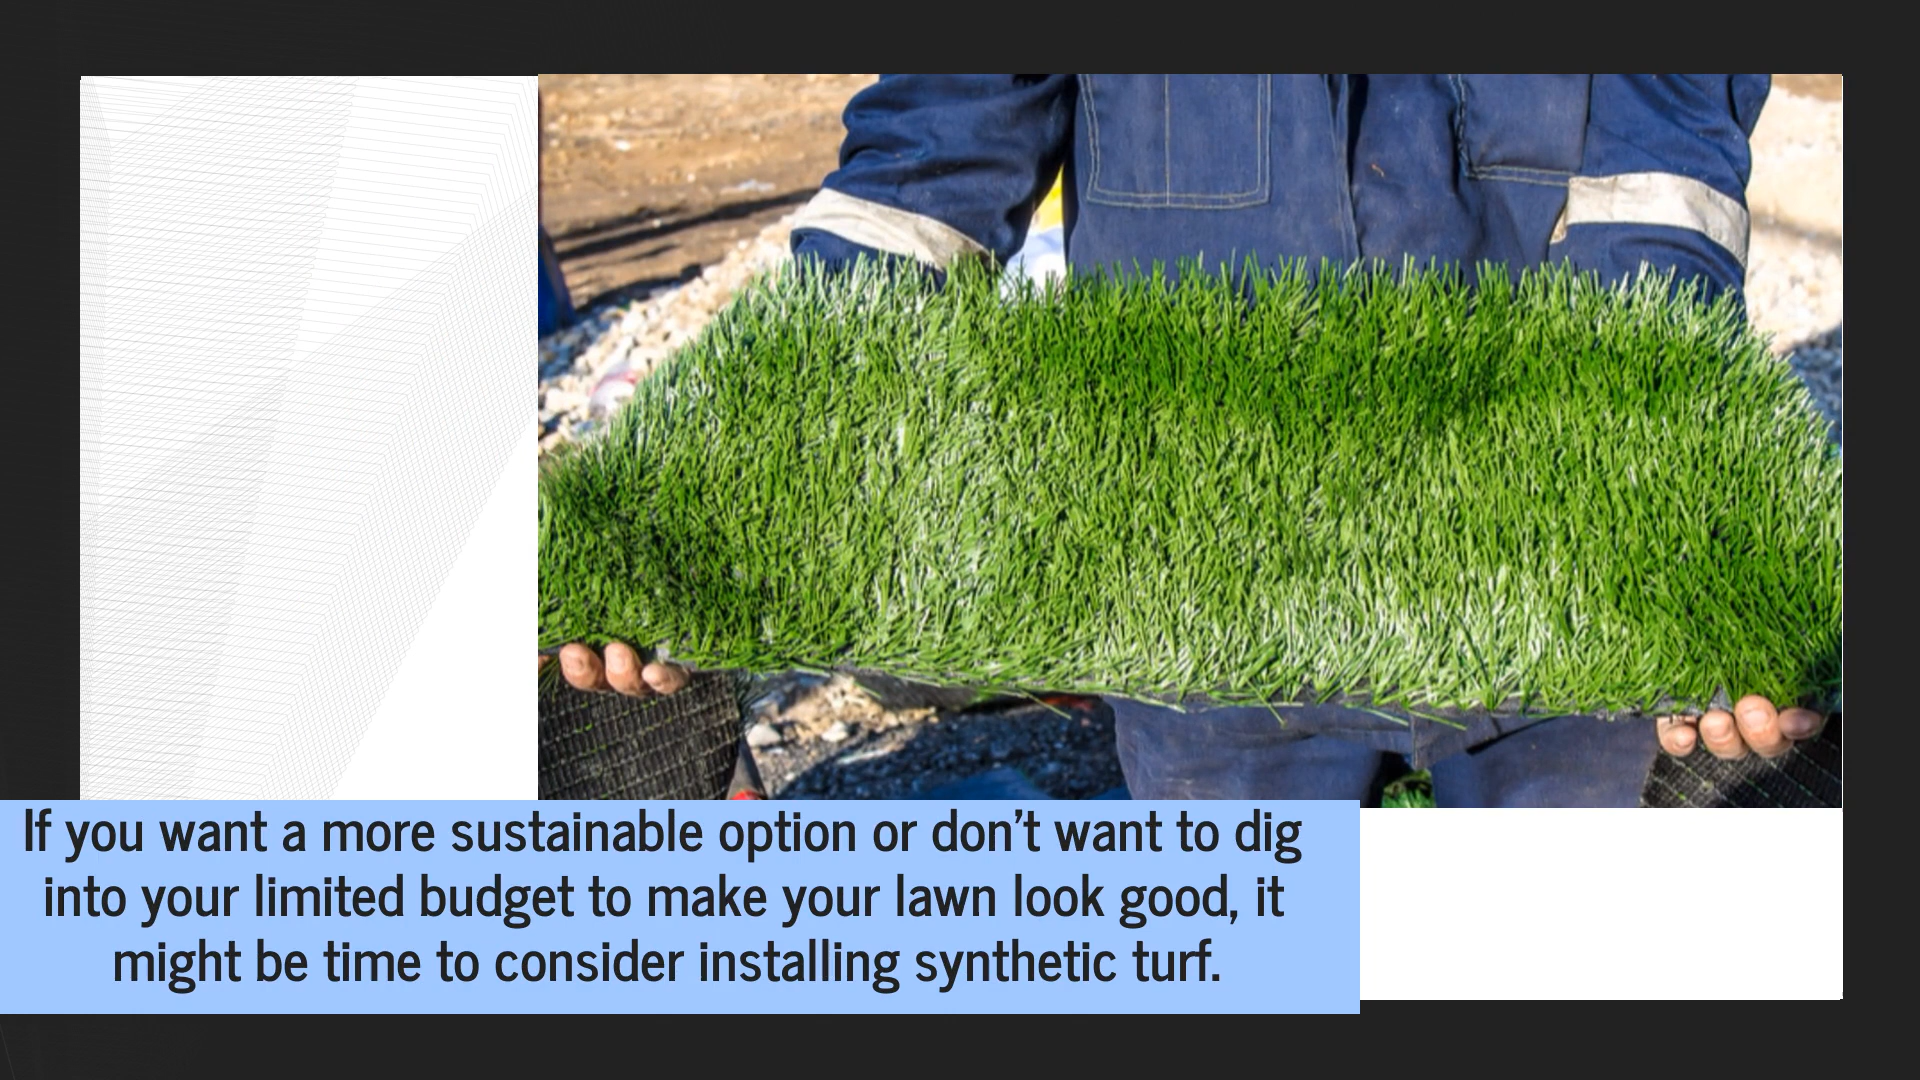 If you want a more sustainable option or don’t want to dig
into your limited budget to make your lawn look good, it
might be time to consider installing synthetic turf.